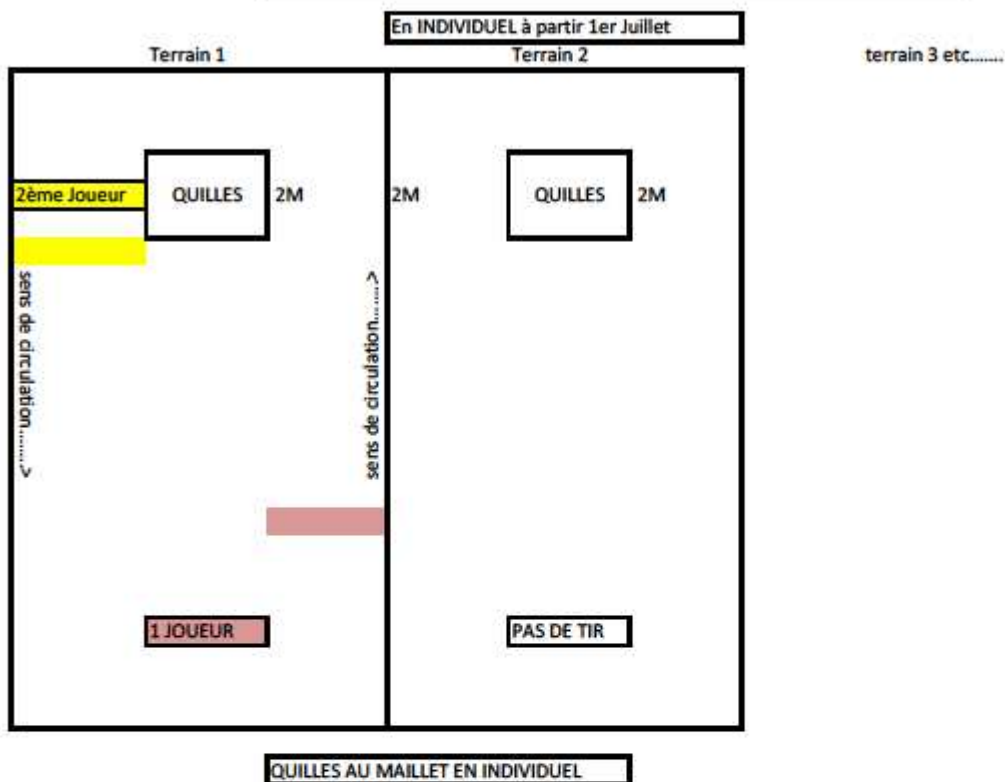 En INDIVIDUEL à partir 1er Juillet
Terrain 1
Terrain 2
terrain 3 etc.......
2ème Joueur
QUILLES
2M
2M
QUILLES
2M
sens de circulation........>
sens de circulation........>
1 JOUEUR
PAS DE TIR
QUILLES AU MAILLET EN INDIVIDUEL